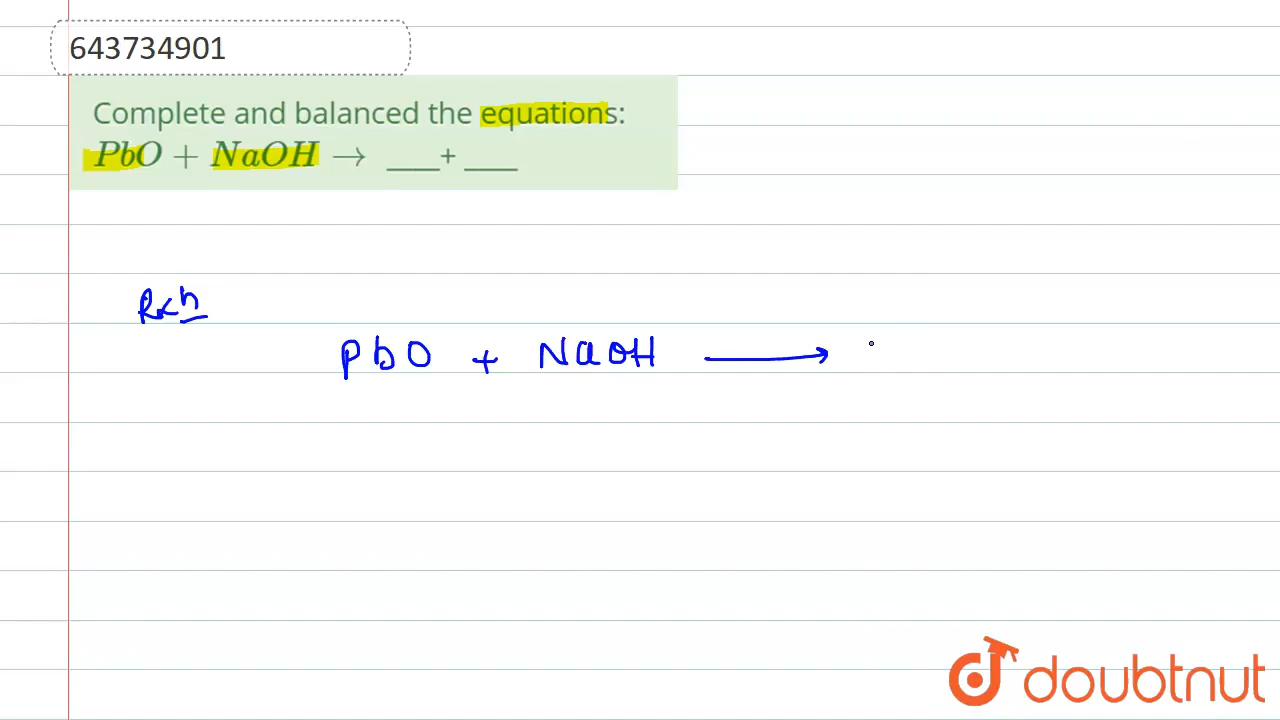 643734901
Complete and balanced the equations:
PbO + NaOH → ___+ ___
Rxn
PbO + NaOH →
doubtnut